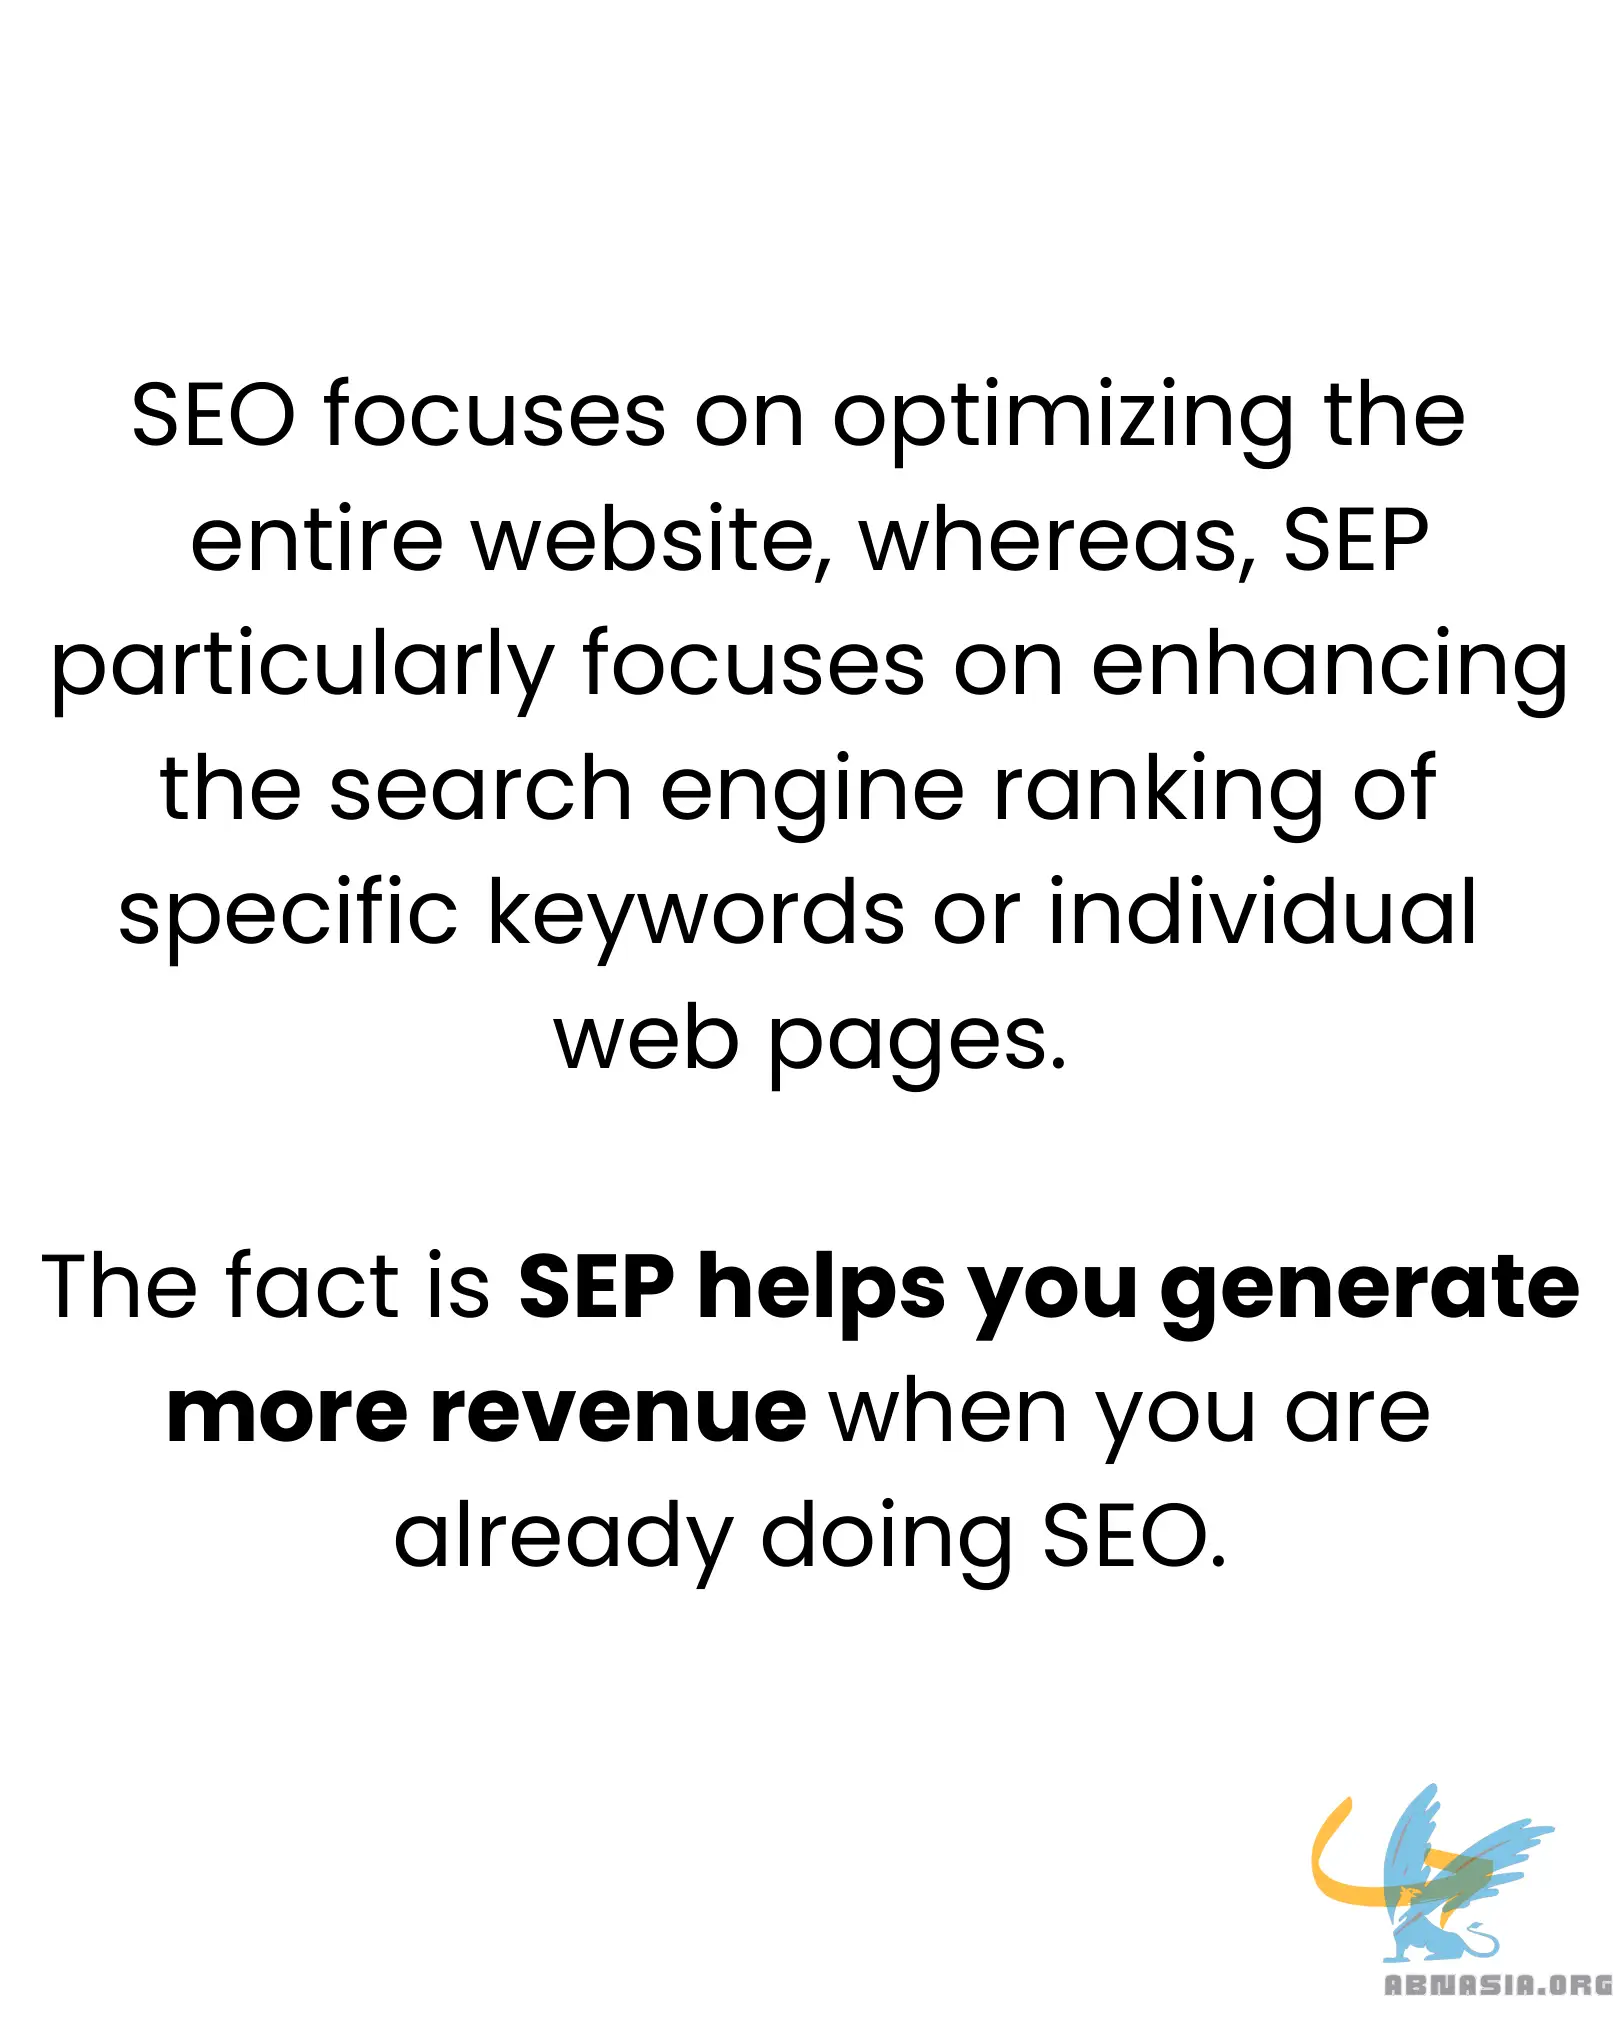 SEO focuses on optimizing the
entire website, whereas, SEP
particularly focuses on enhancing
the search engine ranking of
specific keywords or individual
web pages.
The fact is SEP helps you generate
more revenue when you are
already doing SEO.
ABNASIA.ORG